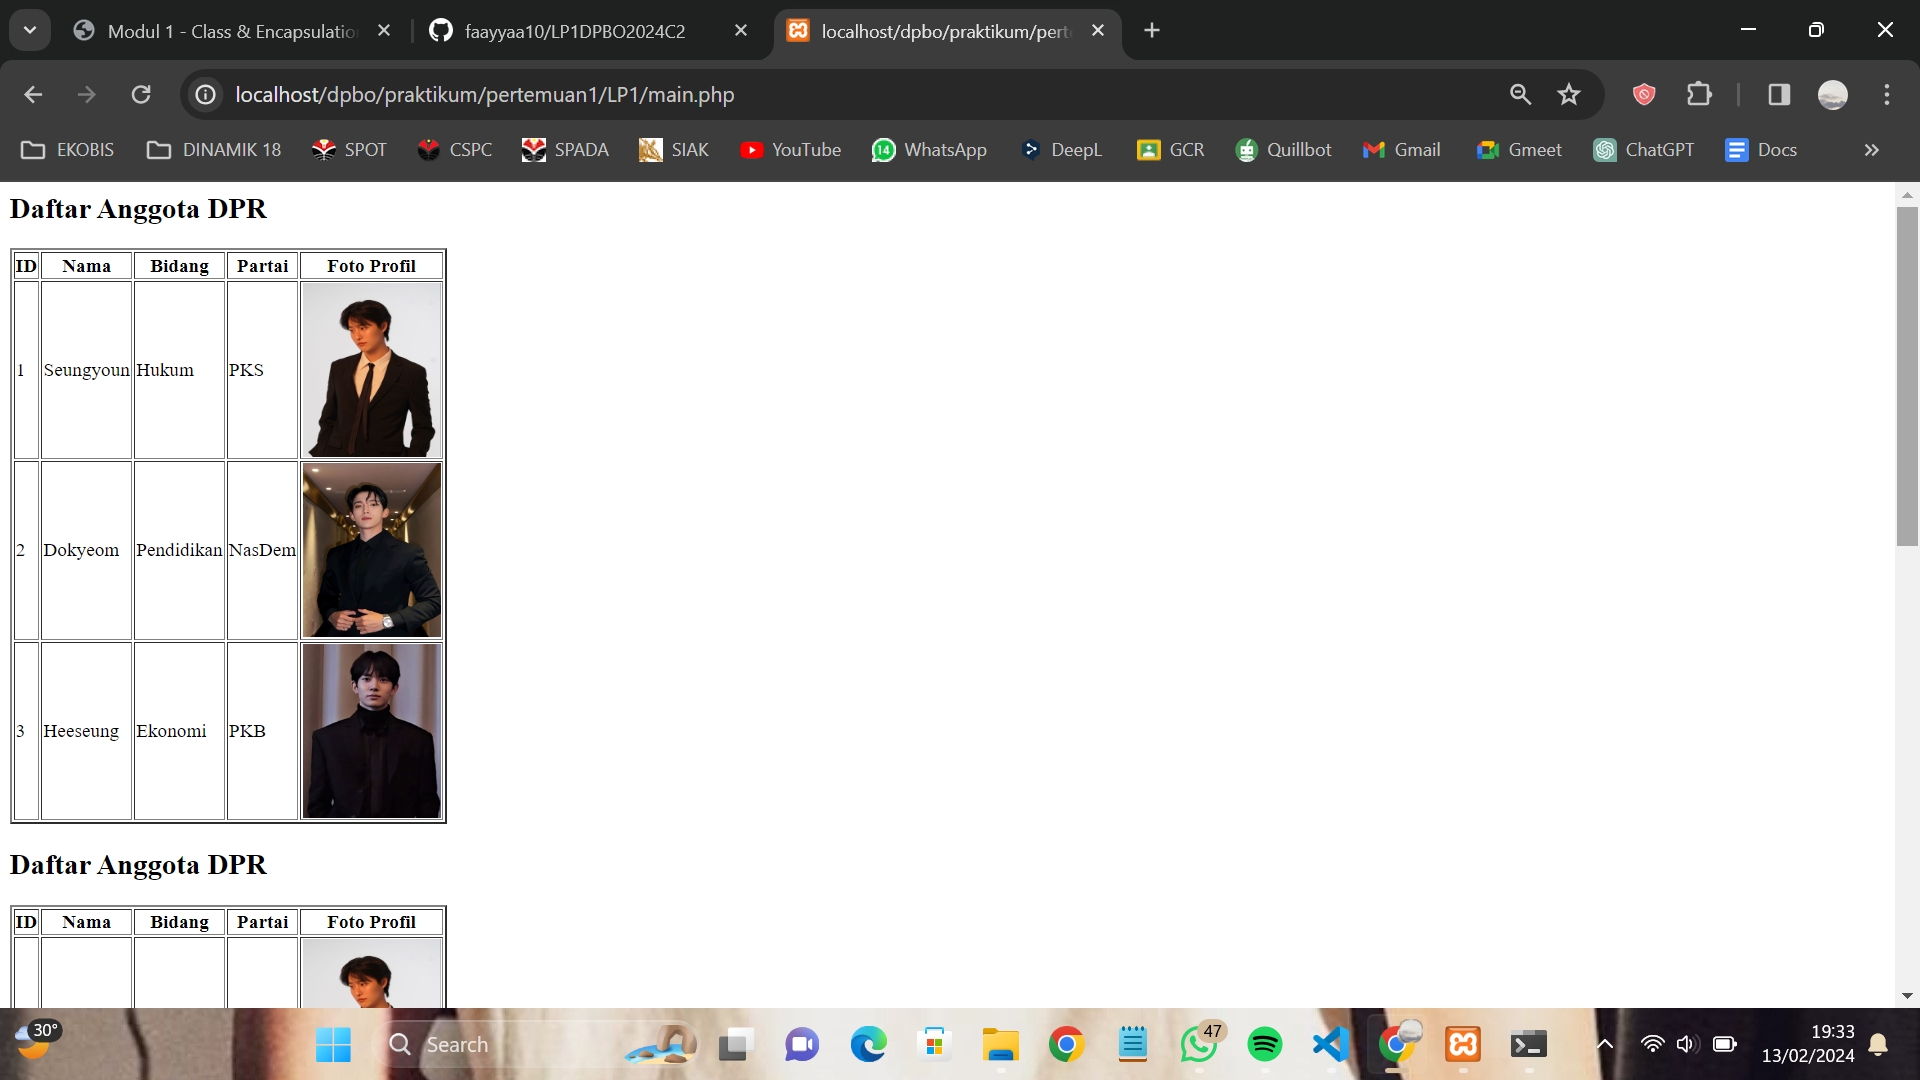 Modul 1 - Class & Encapsulatio
faayyaa10/LP1DPBO2024C2
localhost/dpbo/praktikum/pert
localhost/dpbo/praktikum/pertemuan1/LP1/main.php
EKOBIS DINAMIK 18 SPOT CSPC SPADA SIAK YouTube 14 WhatsApp DeepL GCR Quillbot Gmail Gmeet ChatGPT Docs
Daftar Anggota DPR
ID Nama Bidang Partai Foto Profil
1 Seungyoun Hukum PKS
2 Dokyeom Pendidikan NasDem
3 Heeseung Ekonomi PKB
Daftar Anggota DPR
ID Nama Bidang Partai Foto Profil
30°
Search
47
19:33
13/02/2024